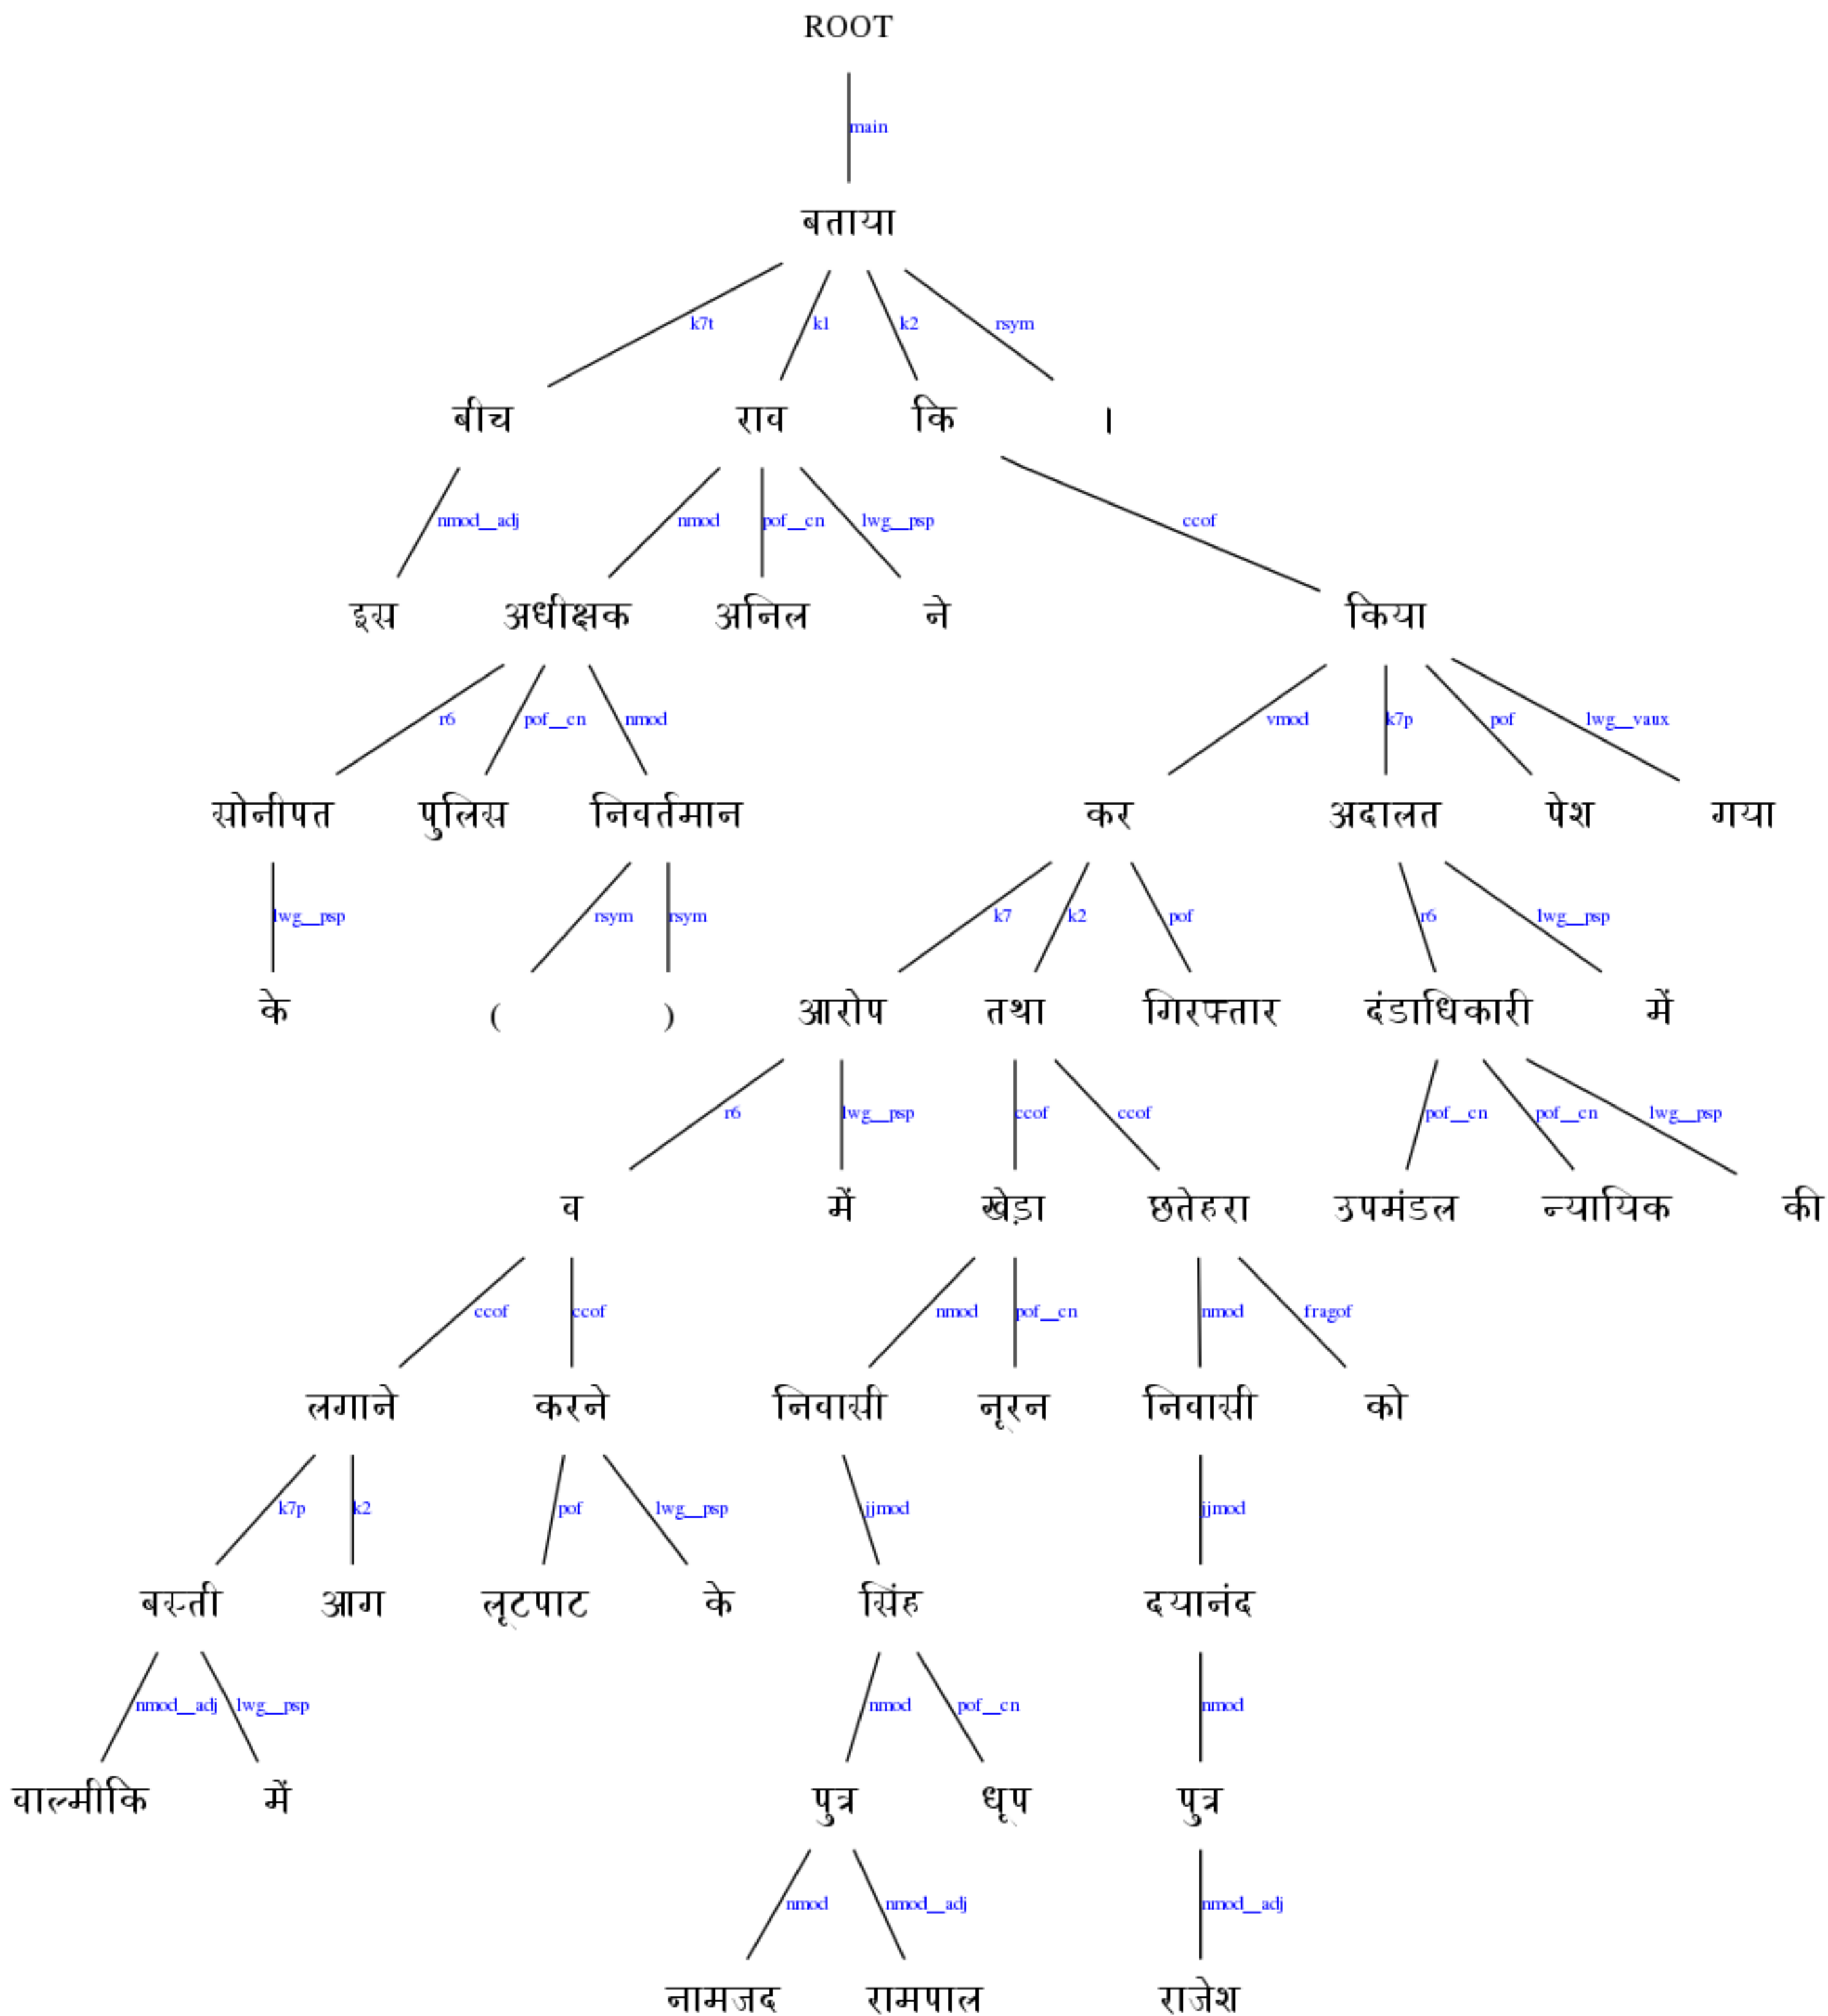 ROOT
main
बताया
k7t k1 k2 rsym
बीच राव कि ।
nmod__adj nmod pof__cn lwg__psp ccof
इस अधीक्षक अनिल ने किया
r6 pof__cn nmod vmod k7p pof lwg__vaux
सोनीपत पुलिस निवर्तमान कर अदालत पेश गया
lwg__psp rsym rsym k7 k2 pof r6 lwg__psp
के ( ) आरोप तथा गिरफ्तार दंडाधिकारी में
r6 lwg__psp ccof ccof pof__cn pof__cn lwg__psp
व में खेड़ा छतेहरा उपमंडल न्यायिक की
ccof ccof nmod pof__cn nmod fragof
लगाने करने निवासी नूरन निवासी को
k7p k2 pof lwg__psp jjmod jjmod
बस्ती आग लूटपाट के सिंह दयानंद
nmod__adj lwg__psp nmod pof__cn nmod
वाल्मीकि में पुत्र धूप पुत्र
nmod nmod__adj nmod__adj
नामजद रामपाल राजेश